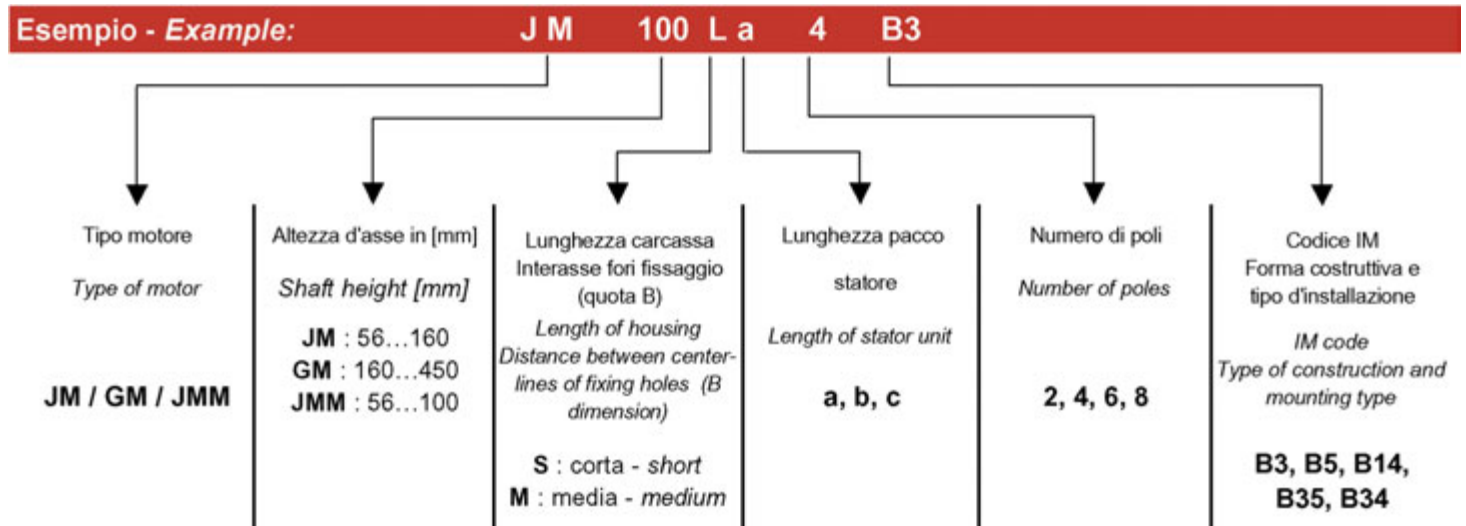 Esempio - Example: J M 100 L a 4 B3
Tipo motore
Type of motor
JM / GM / JMM
Altezza d'asse in [mm]
Shaft height [mm]
JM : 56...160
GM : 160...450
JMM : 56...100
Lunghezza carcassa
Interasse fori fissaggio
(quota B)
Length of housing
Distance between center-
lines of fixing holes (B
dimension)
S : corta - short
M : media - medium
Lunghezza pacco
statore
Length of stator unit
a, b, c
Numero di poli
Number of poles
2, 4, 6, 8
Codice IM
Forma costruttiva e
tipo d'installazione
IM code
Type of construction and
mounting type
B3, B5, B14,
B35, B34